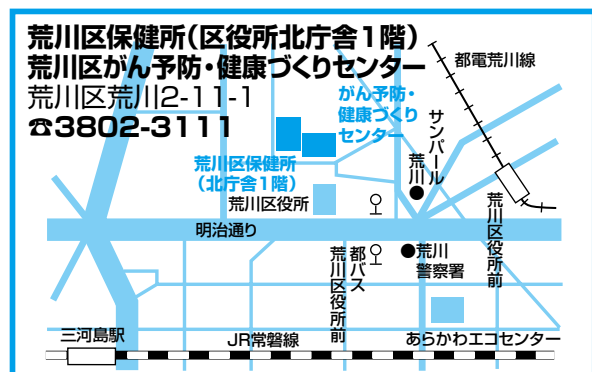 荒川区保健所(区役所北庁舎1階)
荒川区がん予防・健康づくりセンター
荒川区荒川2-11-1
☎3802-3111
都電荒川線
がん予防・
健康づくり
センター
サンパール
荒川
荒川区保健所
(北庁舎1階)
荒川区役所
荒川区役所前
明治通り
都バス
荒川区役所前
荒川
警察署
三河島駅
JR常磐線
あらかわエコセンター